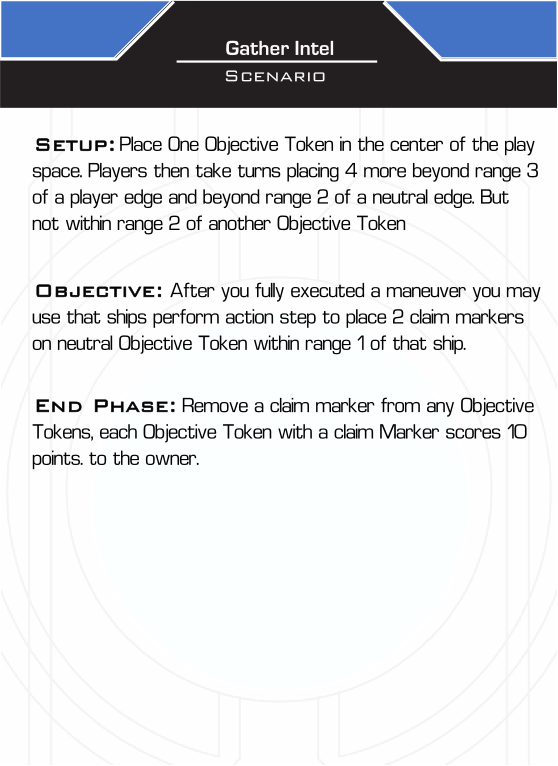 Gather Intel
Scenario
Setup: Place One Objective Token in the center of the play
space. Players then take turns placing 4 more beyond range 3
of a player edge and beyond range 2 of a neutral edge. But
not within range 2 of another Objective Token
Objective: After you fully executed a maneuver you may
use that ships perform action step to place 2 claim markers
on neutral Objective Token within range 1 of that ship.
End Phase: Remove a claim marker from any Objective
Tokens, each Objective Token with a claim Marker scores 10
points. to the owner.